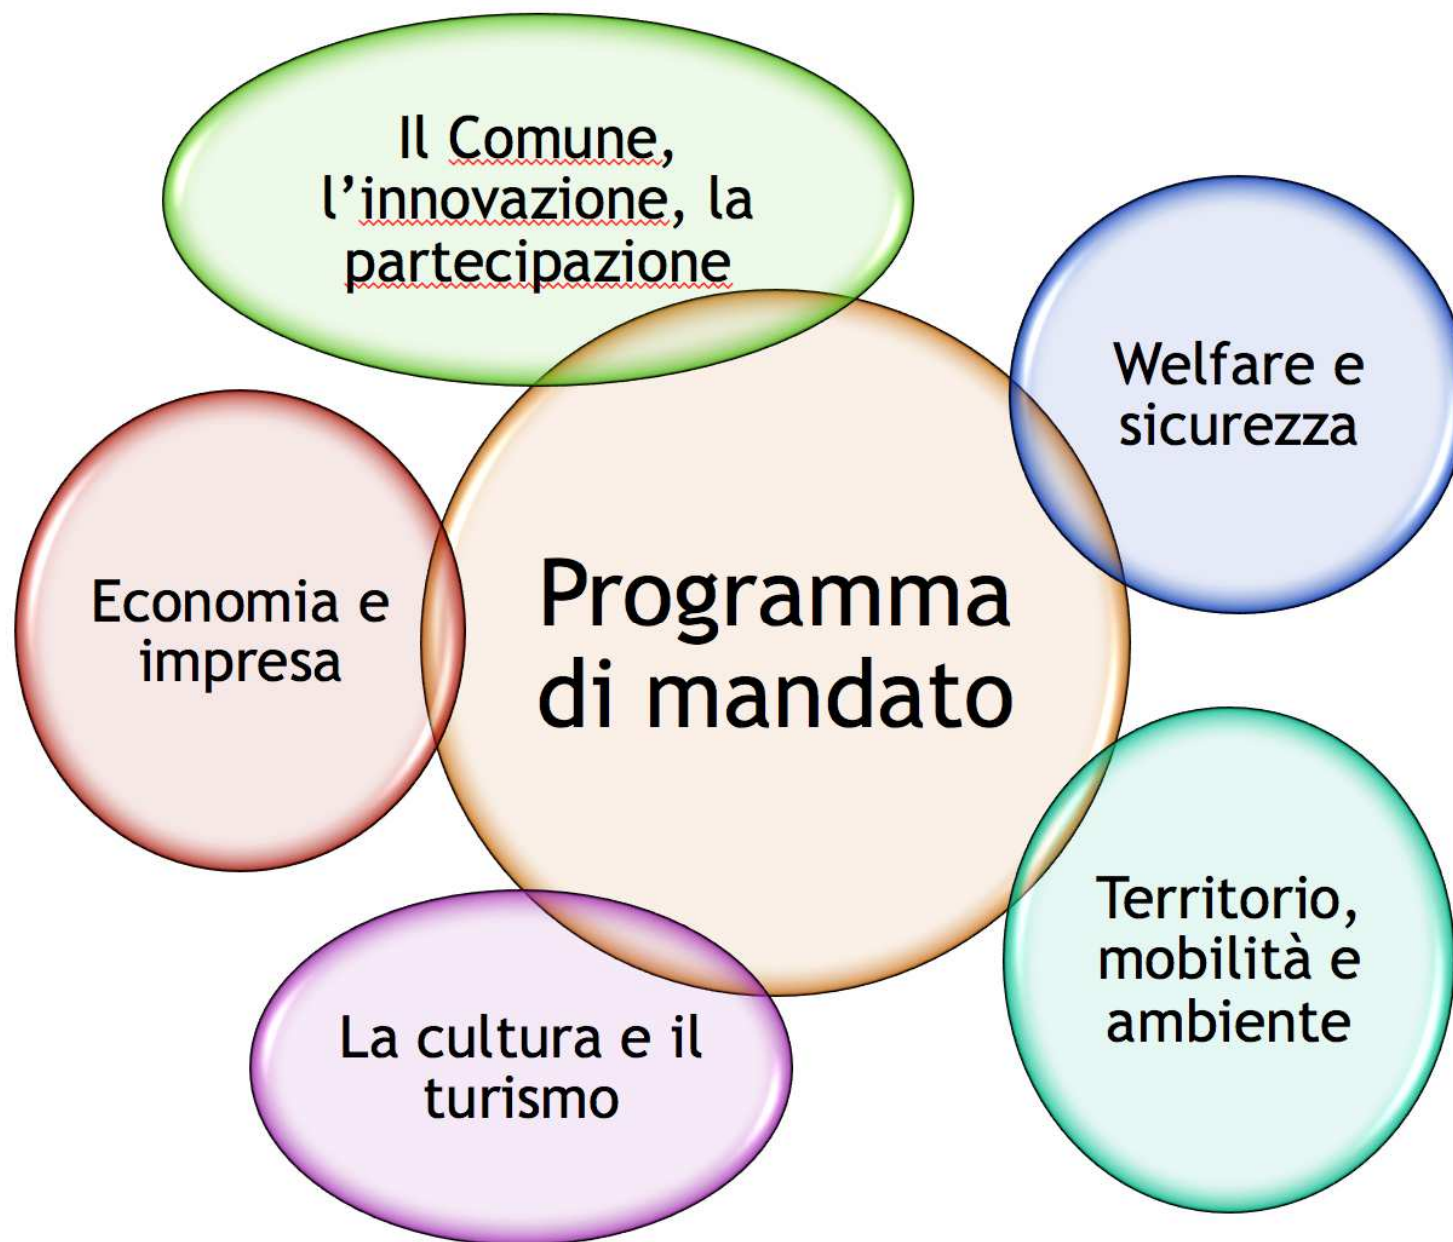 Il Comune,
l’innovazione, la
partecipazione
Welfare e
sicurezza
Economia e
impresa
Programma
di mandato
Territorio,
mobilità e
ambiente
La cultura e il
turismo